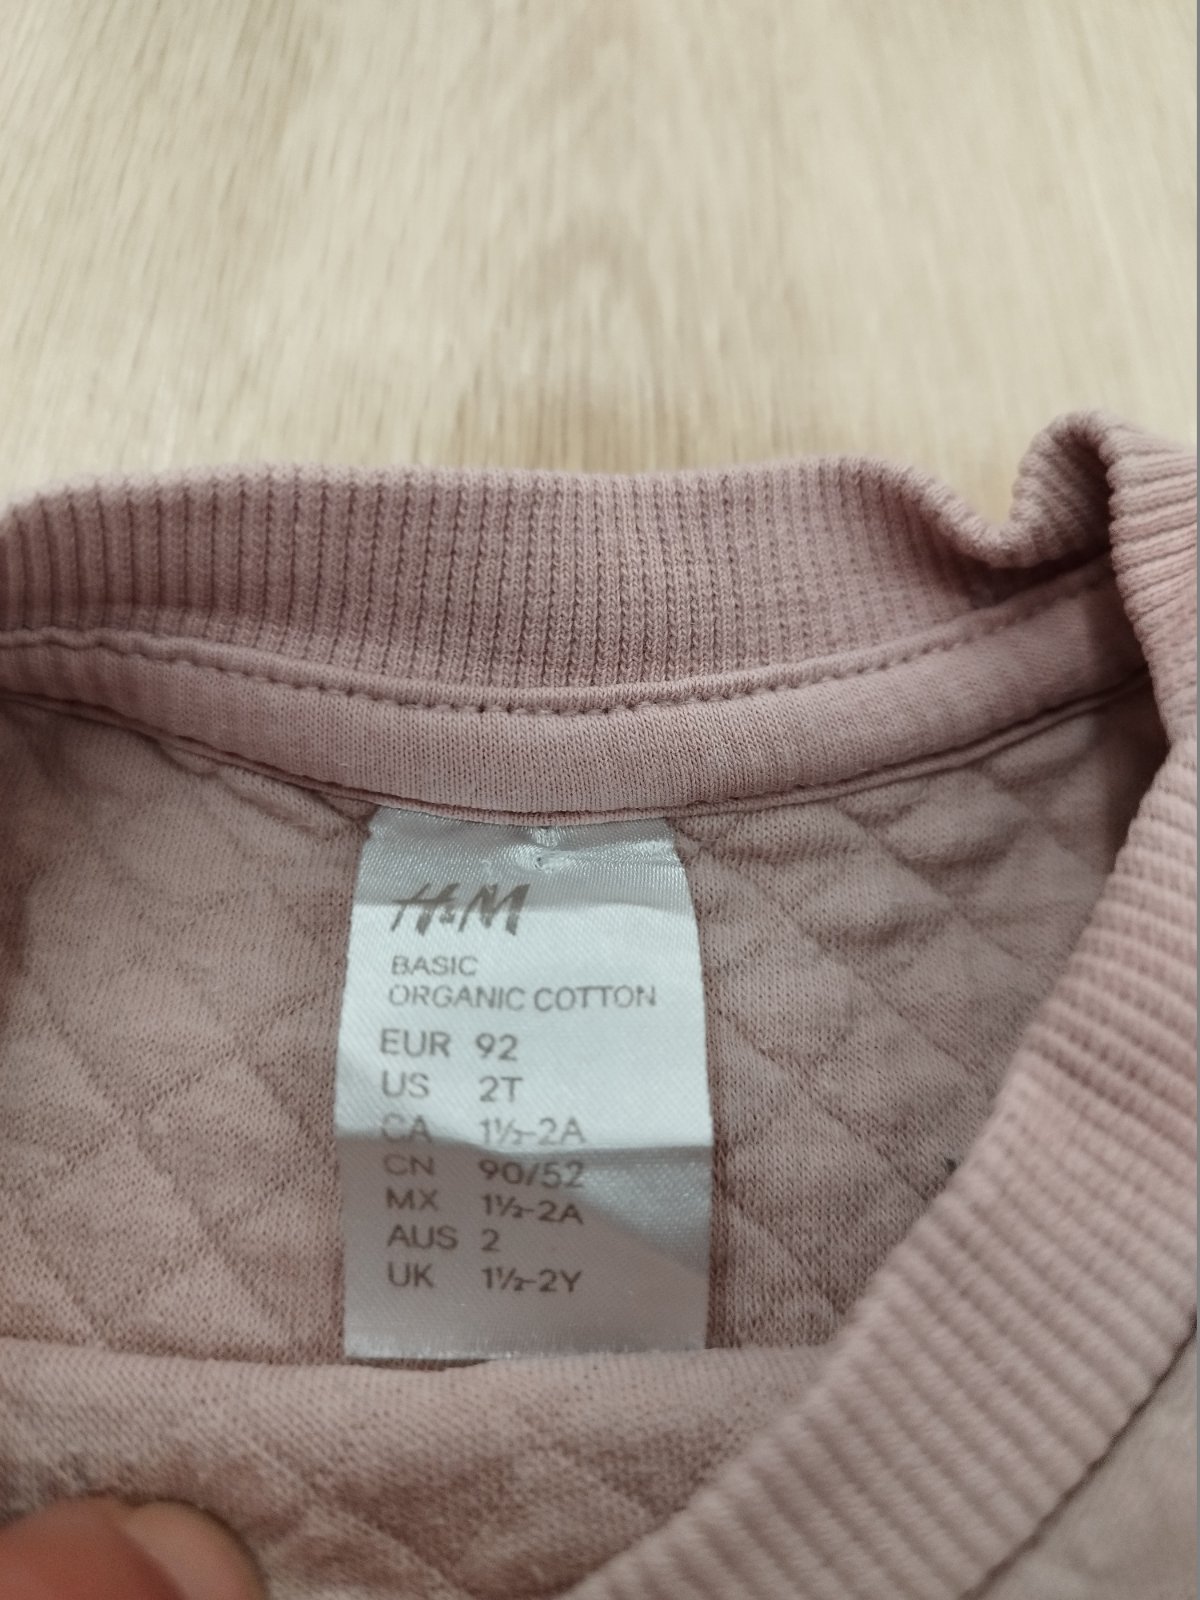 H&M
BASIC
ORGANIC COTTON
EUR 92
US 2T
CA 1½-2A
CN 90/52
MX 1½-2A
AUS 2
UK 1½-2Y